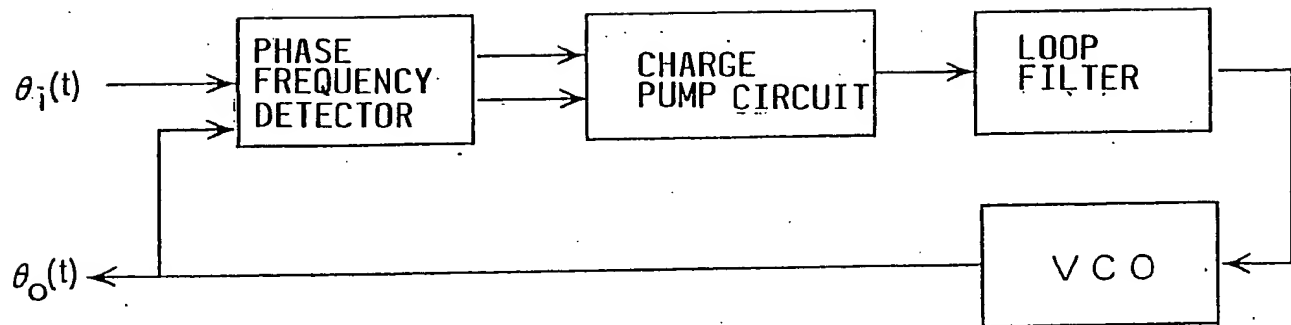 PHASE
FREQUENCY
DETECTOR
CHARGE
PUMP CIRCUIT
LOOP
FILTER
θi(t)
θo(t)
VCO